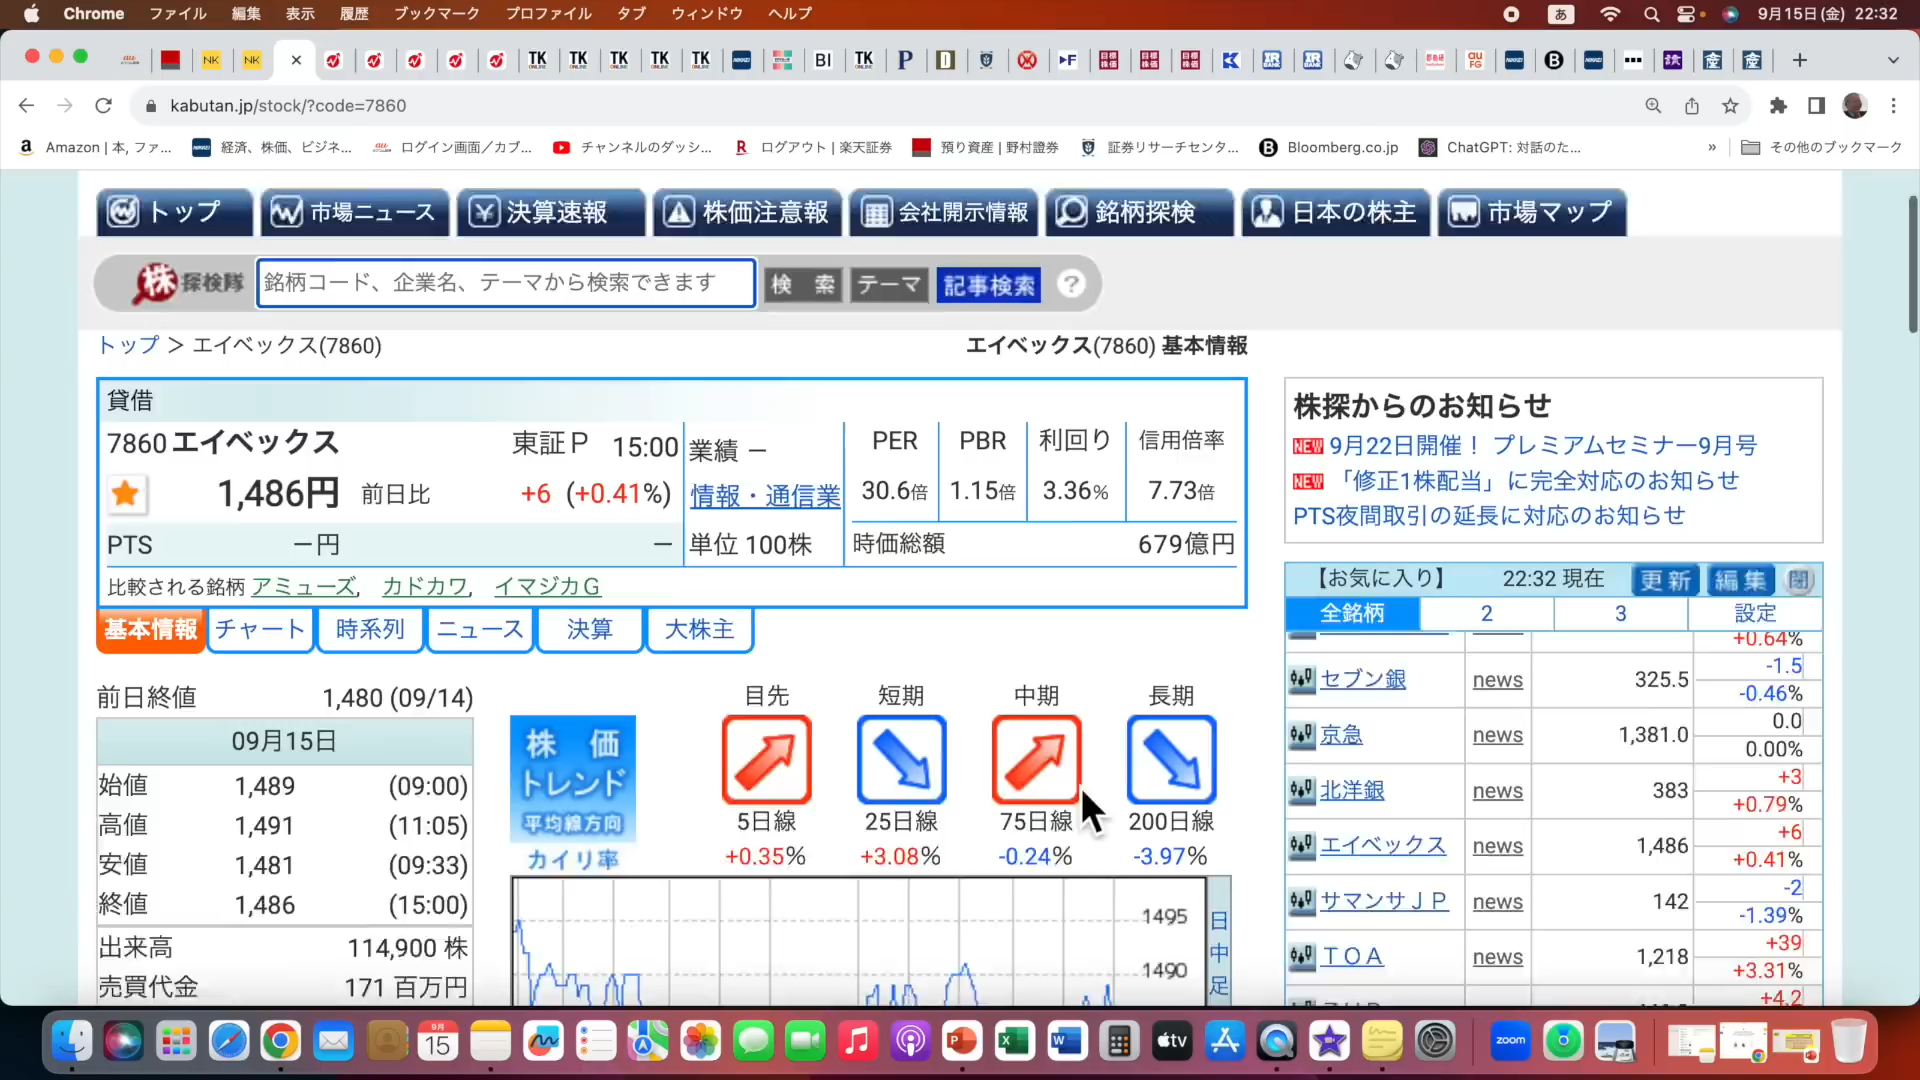 Chrome ファイル 編集 表示 履歴 ブックマーク プロファイル タブ ウィンドウ ヘルプ あ 9月15日(金) 22:32
kabutan.jp/stock/?code=7860
Amazon | 本, ファ... 経済、株価、ビジネ... ログイン画面／カブ... チャンネルのダッシ... ログアウト | 楽天証券 預り資産 | 野村證券 証券リサーチセンタ... Bloomberg.co.jp ChatGPT: 対話のた... » その他のブックマーク
トップ 市場ニュース 決算速報 株価注意報 会社開示情報 銘柄探検 日本の株主 市場マップ
株探検隊 銘柄コード、企業名、テーマから検索できます 検 索 テーマ 記事検索 ?
トップ ＞ エイベックス(7860) エイベックス(7860) 基本情報
貸借
7860 エイベックス 東証Ｐ 15:00 業績 － PER PBR 利回り 信用倍率
1,486円 前日比 +6 (+0.41%) 情報・通信業 30.6倍 1.15倍 3.36% 7.73倍
PTS －円 － 単位 100株 時価総額 679億円
比較される銘柄 アミューズ, カドカワ, イマジカＧ
基本情報 チャート 時系列 ニュース 決算 大株主
前日終値 1,480 (09/14)
09月15日
始値 1,489 (09:00)
高値 1,491 (11:05)
安値 1,481 (09:33)
終値 1,486 (15:00)
出来高 114,900 株
売買代金 171 百万円
株 価
トレンド
平均線方向
カイリ率
目先 短期 中期 長期
5日線 25日線 75日線 200日線
+0.35% +3.08% -0.24% -3.97%
1495
1490
日中足
株探からのお知らせ
NEW 9月22日開催！ プレミアムセミナー9月号
NEW 「修正1株配当」に完全対応のお知らせ
PTS夜間取引の延長に対応のお知らせ
【お気に入り】 22:32 現在 更新 編集 閉
全銘柄 2 3 設定
+0.64%
セブン銀 news 325.5 -1.5 -0.46%
京急 news 1,381.0 0.0 0.00%
北洋銀 news 383 +3 +0.79%
エイベックス news 1,486 +6 +0.41%
サマンサＪＰ news 142 -2 -1.39%
ＴＯＡ news 1,218 +39 +3.31%
+4.2
9月 15 tv zoom